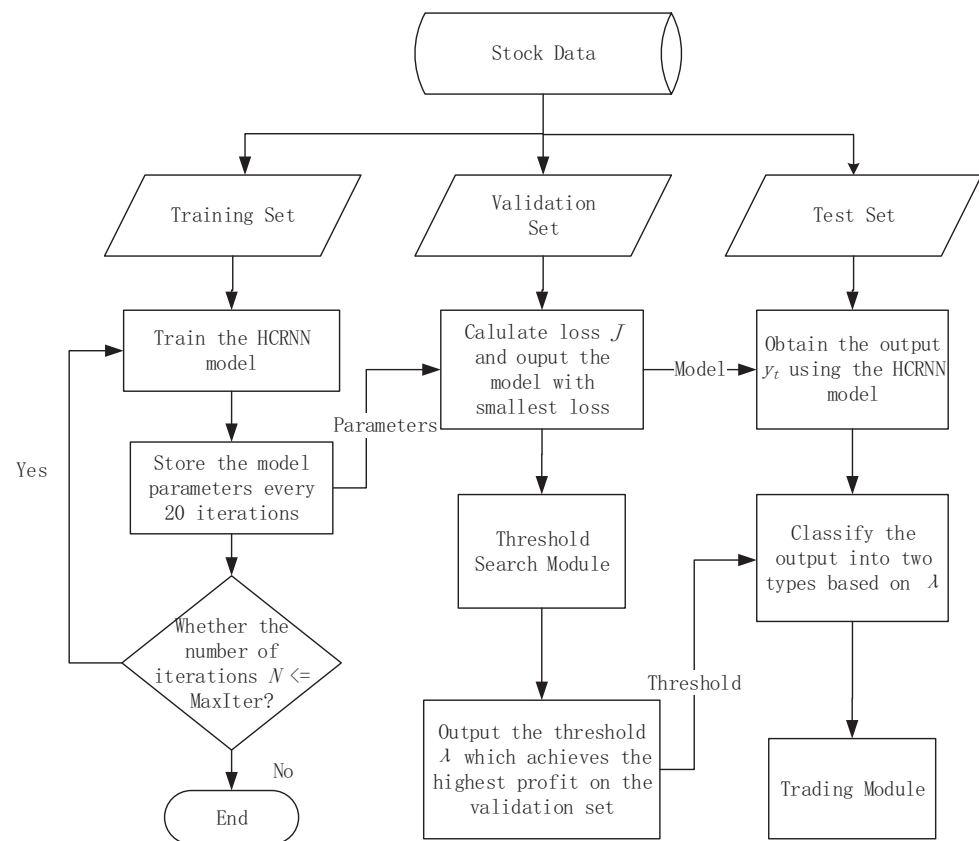 Stock Data
Training Set
Validation
Set
Test Set
Train the HCRNN
model
Calulate loss J
and ouput the
model with
smallest loss
Model
Obtain the output
yt using the HCRNN
model
Parameters
Yes
Store the model
parameters every
20 iterations
Threshold
Search Module
Classify the
output into two
types based on λ
Whether the
number of
iterations N <=
MaxIter?
Threshold
Output the threshold
λ which achieves the
highest profit on the
validation set
Trading Module
No
End